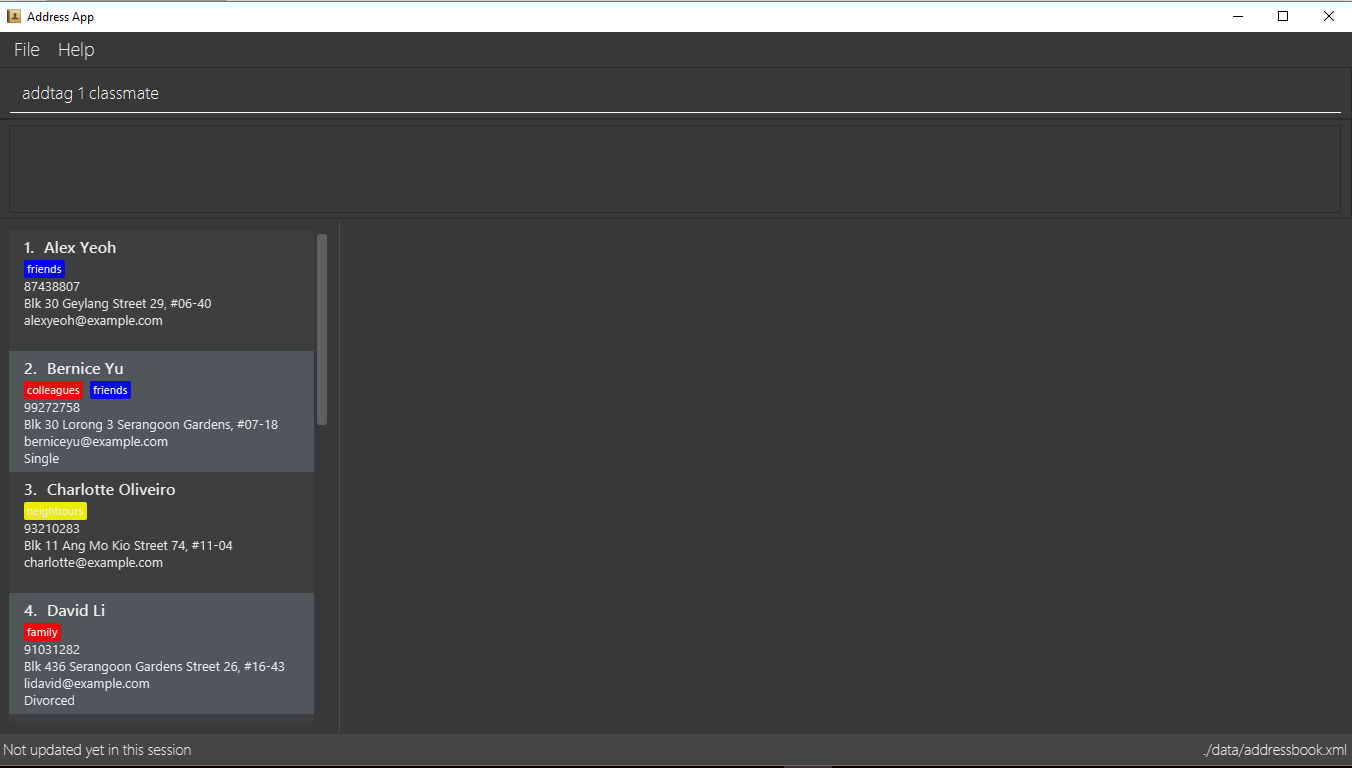 Address App
File Help
addtag 1 classmate
1. Alex Yeoh
friends
87438807
Blk 30 Geylang Street 29, #06-40
alexyeoh@example.com
2. Bernice Yu
colleagues friends
99272758
Blk 30 Lorong 3 Serangoon Gardens, #07-18
berniceyu@example.com
Single
3. Charlotte Oliveiro
neighbours
93210283
Blk 11 Ang Mo Kio Street 74, #11-04
charlotte@example.com
4. David Li
family
91031282
Blk 436 Serangoon Gardens Street 26, #16-43
lidavid@example.com
Divorced
Not updated yet in this session ./data/addressbook.xml